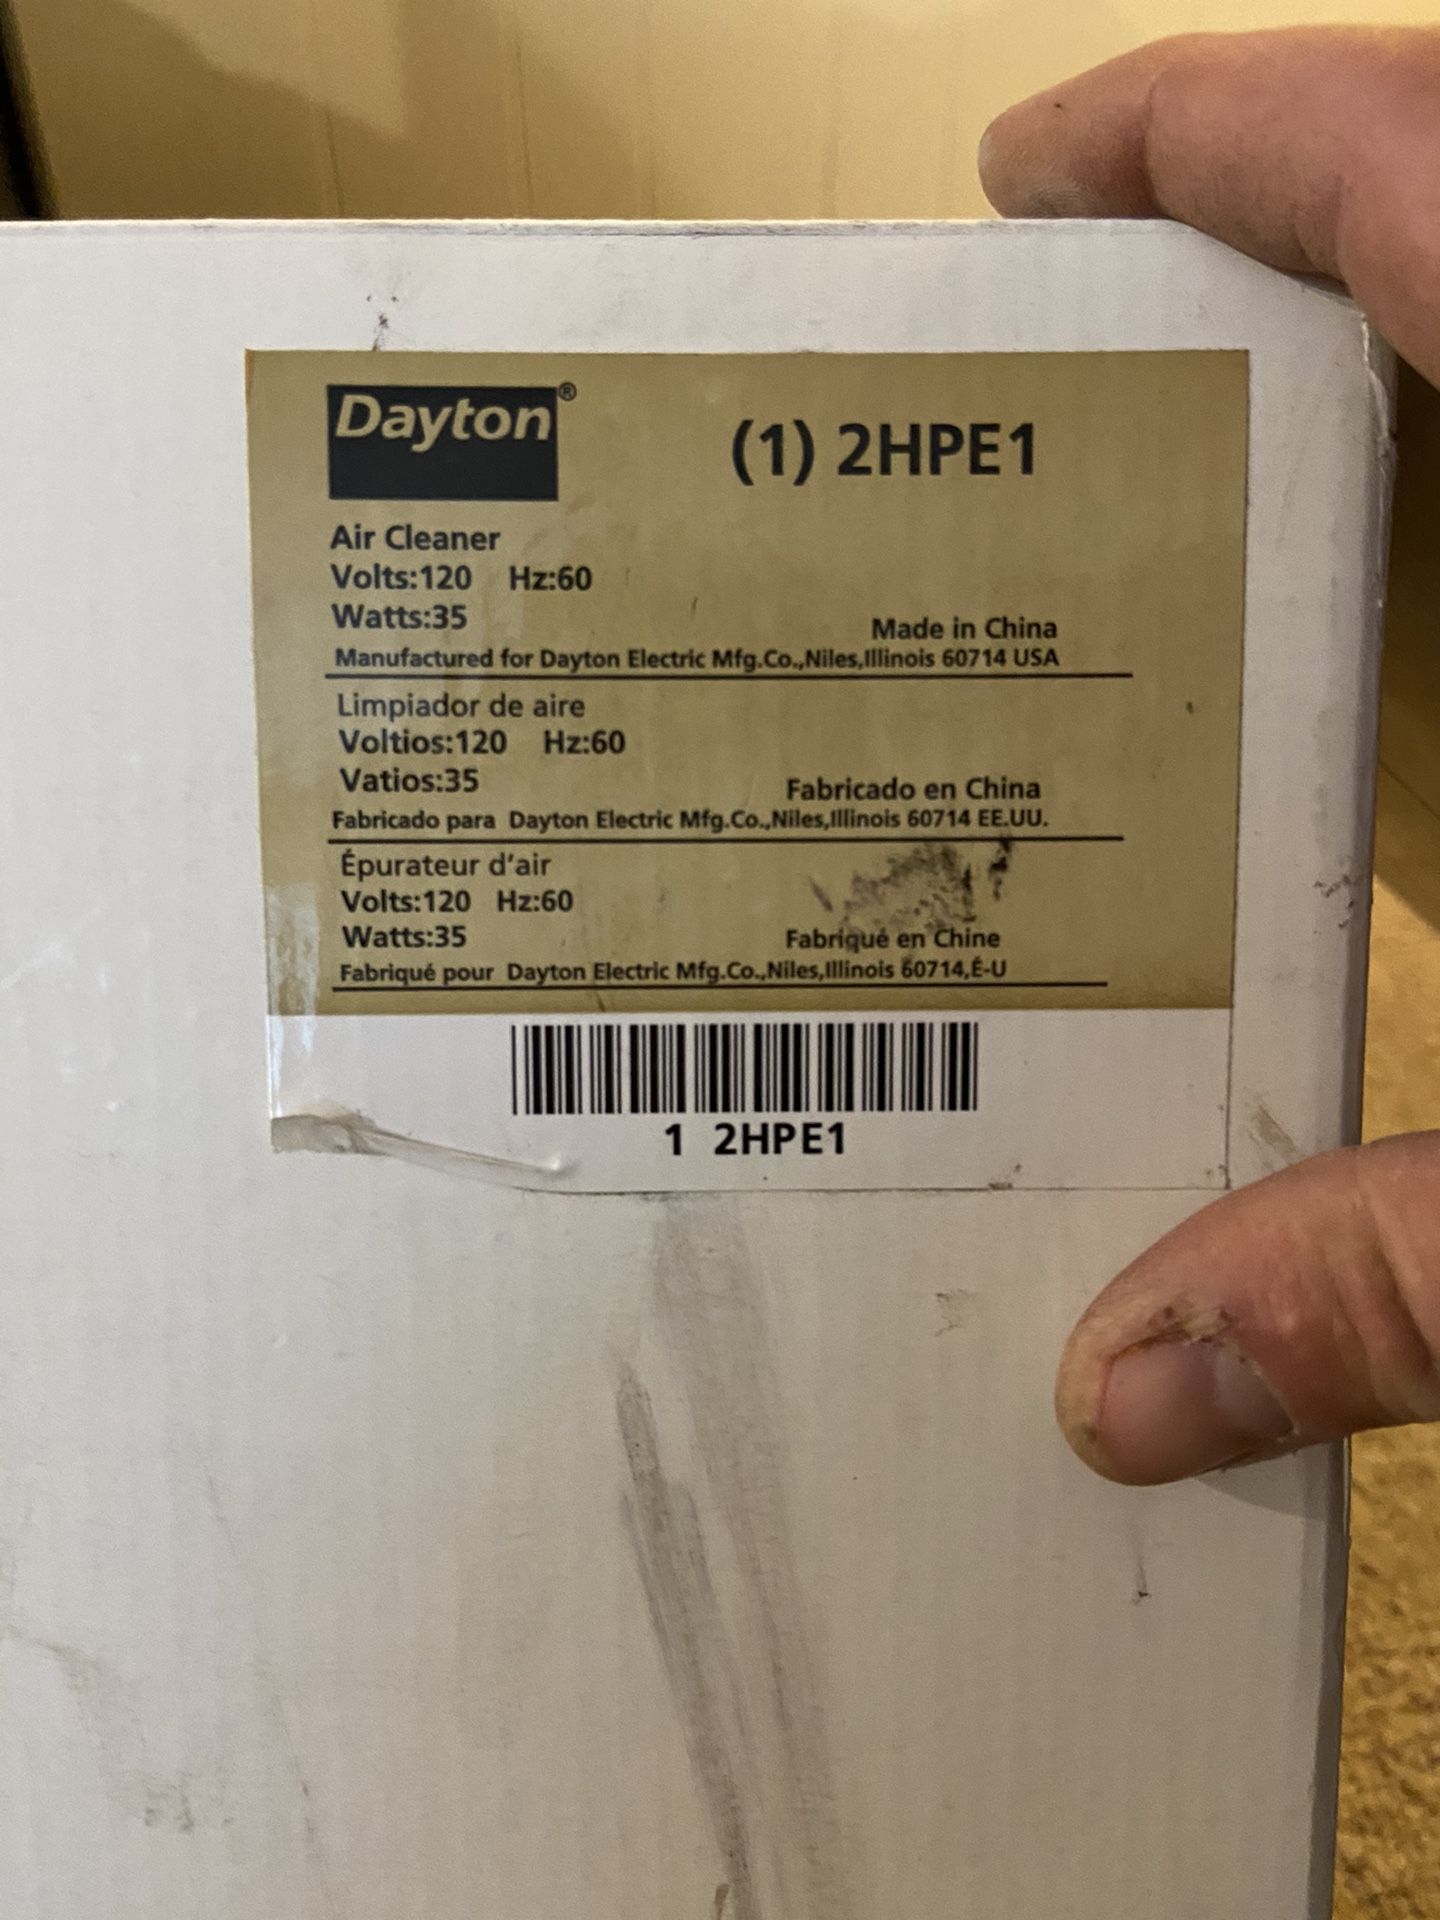 Dayton®
(1) 2HPE1
Air Cleaner
Volts:120 Hz:60
Watts:35
Made in China
Manufactured for Dayton Electric Mfg.Co.,Niles,Illinois 60714 USA
Limpiador de aire
Voltios:120 Hz:60
Vatios:35
Fabricado en China
Fabricado para Dayton Electric Mfg.Co.,Niles,Illinois 60714 EE.UU.
Épurateur d'air
Volts:120 Hz:60
Watts:35
Fabriqué en Chine
Fabriqué pour Dayton Electric Mfg.Co.,Niles,Illinois 60714,É-U
1 2HPE1